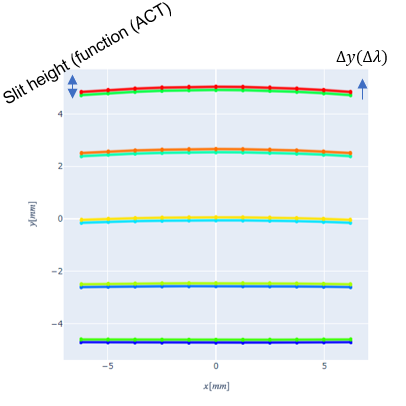 Slit height (function (ACT)
Δy(Δλ)
4
2
0
−2
−4
y[mm]
−5
0
5
x[mm]